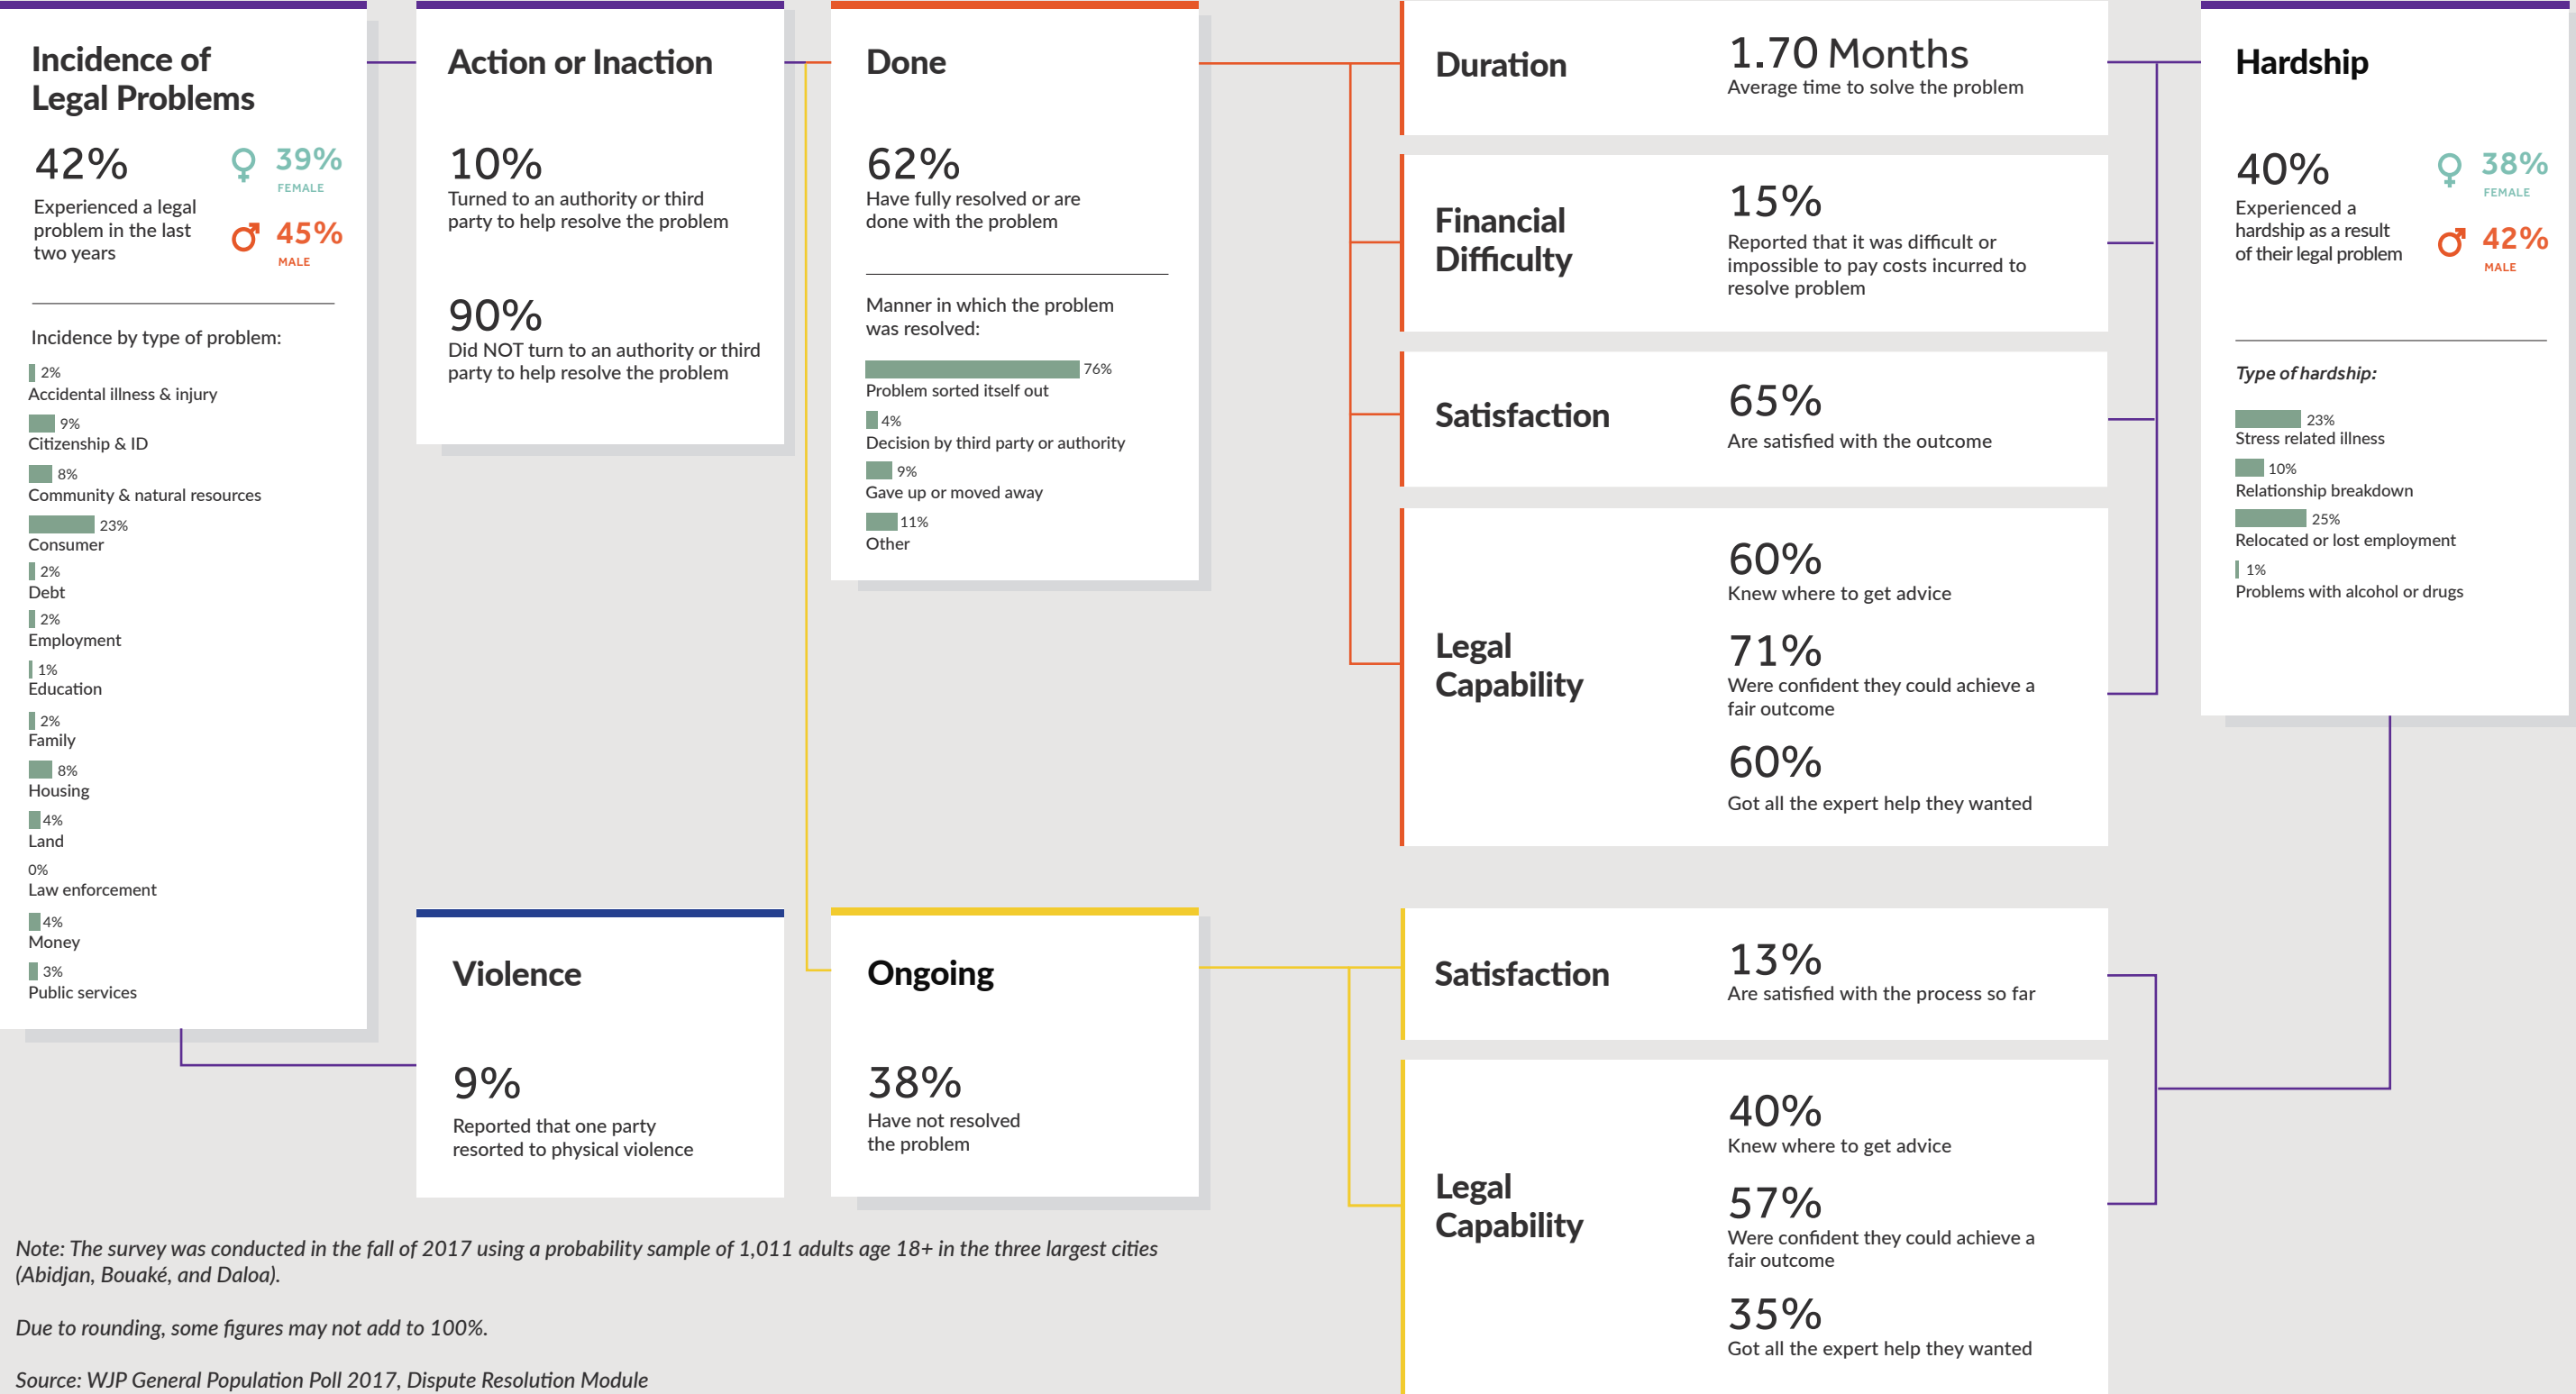 Incidence of
Legal Problems
42%
Experienced a legal
problem in the last
two years
39%
FEMALE
45%
MALE
Incidence by type of problem:
2%
Accidental illness & injury
9%
Citizenship & ID
8%
Community & natural resources
23%
Consumer
2%
Debt
2%
Employment
1%
Education
2%
Family
8%
Housing
4%
Land
0%
Law enforcement
4%
Money
3%
Public services
Action or Inaction
10%
Turned to an authority or third
party to help resolve the problem
90%
Did NOT turn to an authority or third
party to help resolve the problem
Violence
9%
Reported that one party
resorted to physical violence
Done
62%
Have fully resolved or are
done with the problem
Manner in which the problem
was resolved:
76%
Problem sorted itself out
4%
Decision by third party or authority
9%
Gave up or moved away
11%
Other
Ongoing
38%
Have not resolved
the problem
Duration
1.70 Months
Average time to solve the problem
Financial
Difficulty
15%
Reported that it was difficult or
impossible to pay costs incurred to
resolve problem
Satisfaction
65%
Are satisfied with the outcome
Legal
Capability
60%
Knew where to get advice
71%
Were confident they could achieve a
fair outcome
60%
Got all the expert help they wanted
Satisfaction
13%
Are satisfied with the process so far
Legal
Capability
40%
Knew where to get advice
57%
Were confident they could achieve a
fair outcome
35%
Got all the expert help they wanted
Hardship
40%
Experienced a
hardship as a result
of their legal problem
38%
FEMALE
42%
MALE
Type of hardship:
23%
Stress related illness
10%
Relationship breakdown
25%
Relocated or lost employment
1%
Problems with alcohol or drugs
Note: The survey was conducted in the fall of 2017 using a probability sample of 1,011 adults age 18+ in the three largest cities
(Abidjan, Bouaké, and Daloa).
Due to rounding, some figures may not add to 100%.
Source: WJP General Population Poll 2017, Dispute Resolution Module